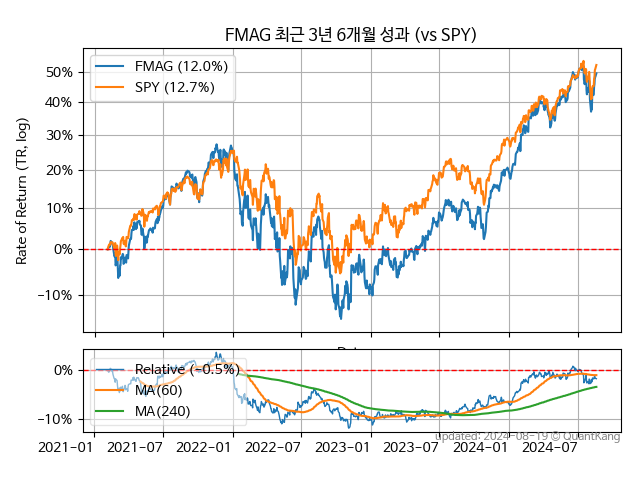 FMAG 최근 3년 6개월 성과 (vs SPY)
FMAG (12.0%)
SPY (12.7%)
Rate of Return (TR, log)
50%
40%
30%
20%
10%
0%
−10%
Relative (−0.5%)
MA(60)
MA(240)
0%
−10%
2021−01 2021−07 2022−01 2022−07 2023−01 2023−07 2024−01 2024−07
Updated: 2024−08−19 © QuantKang